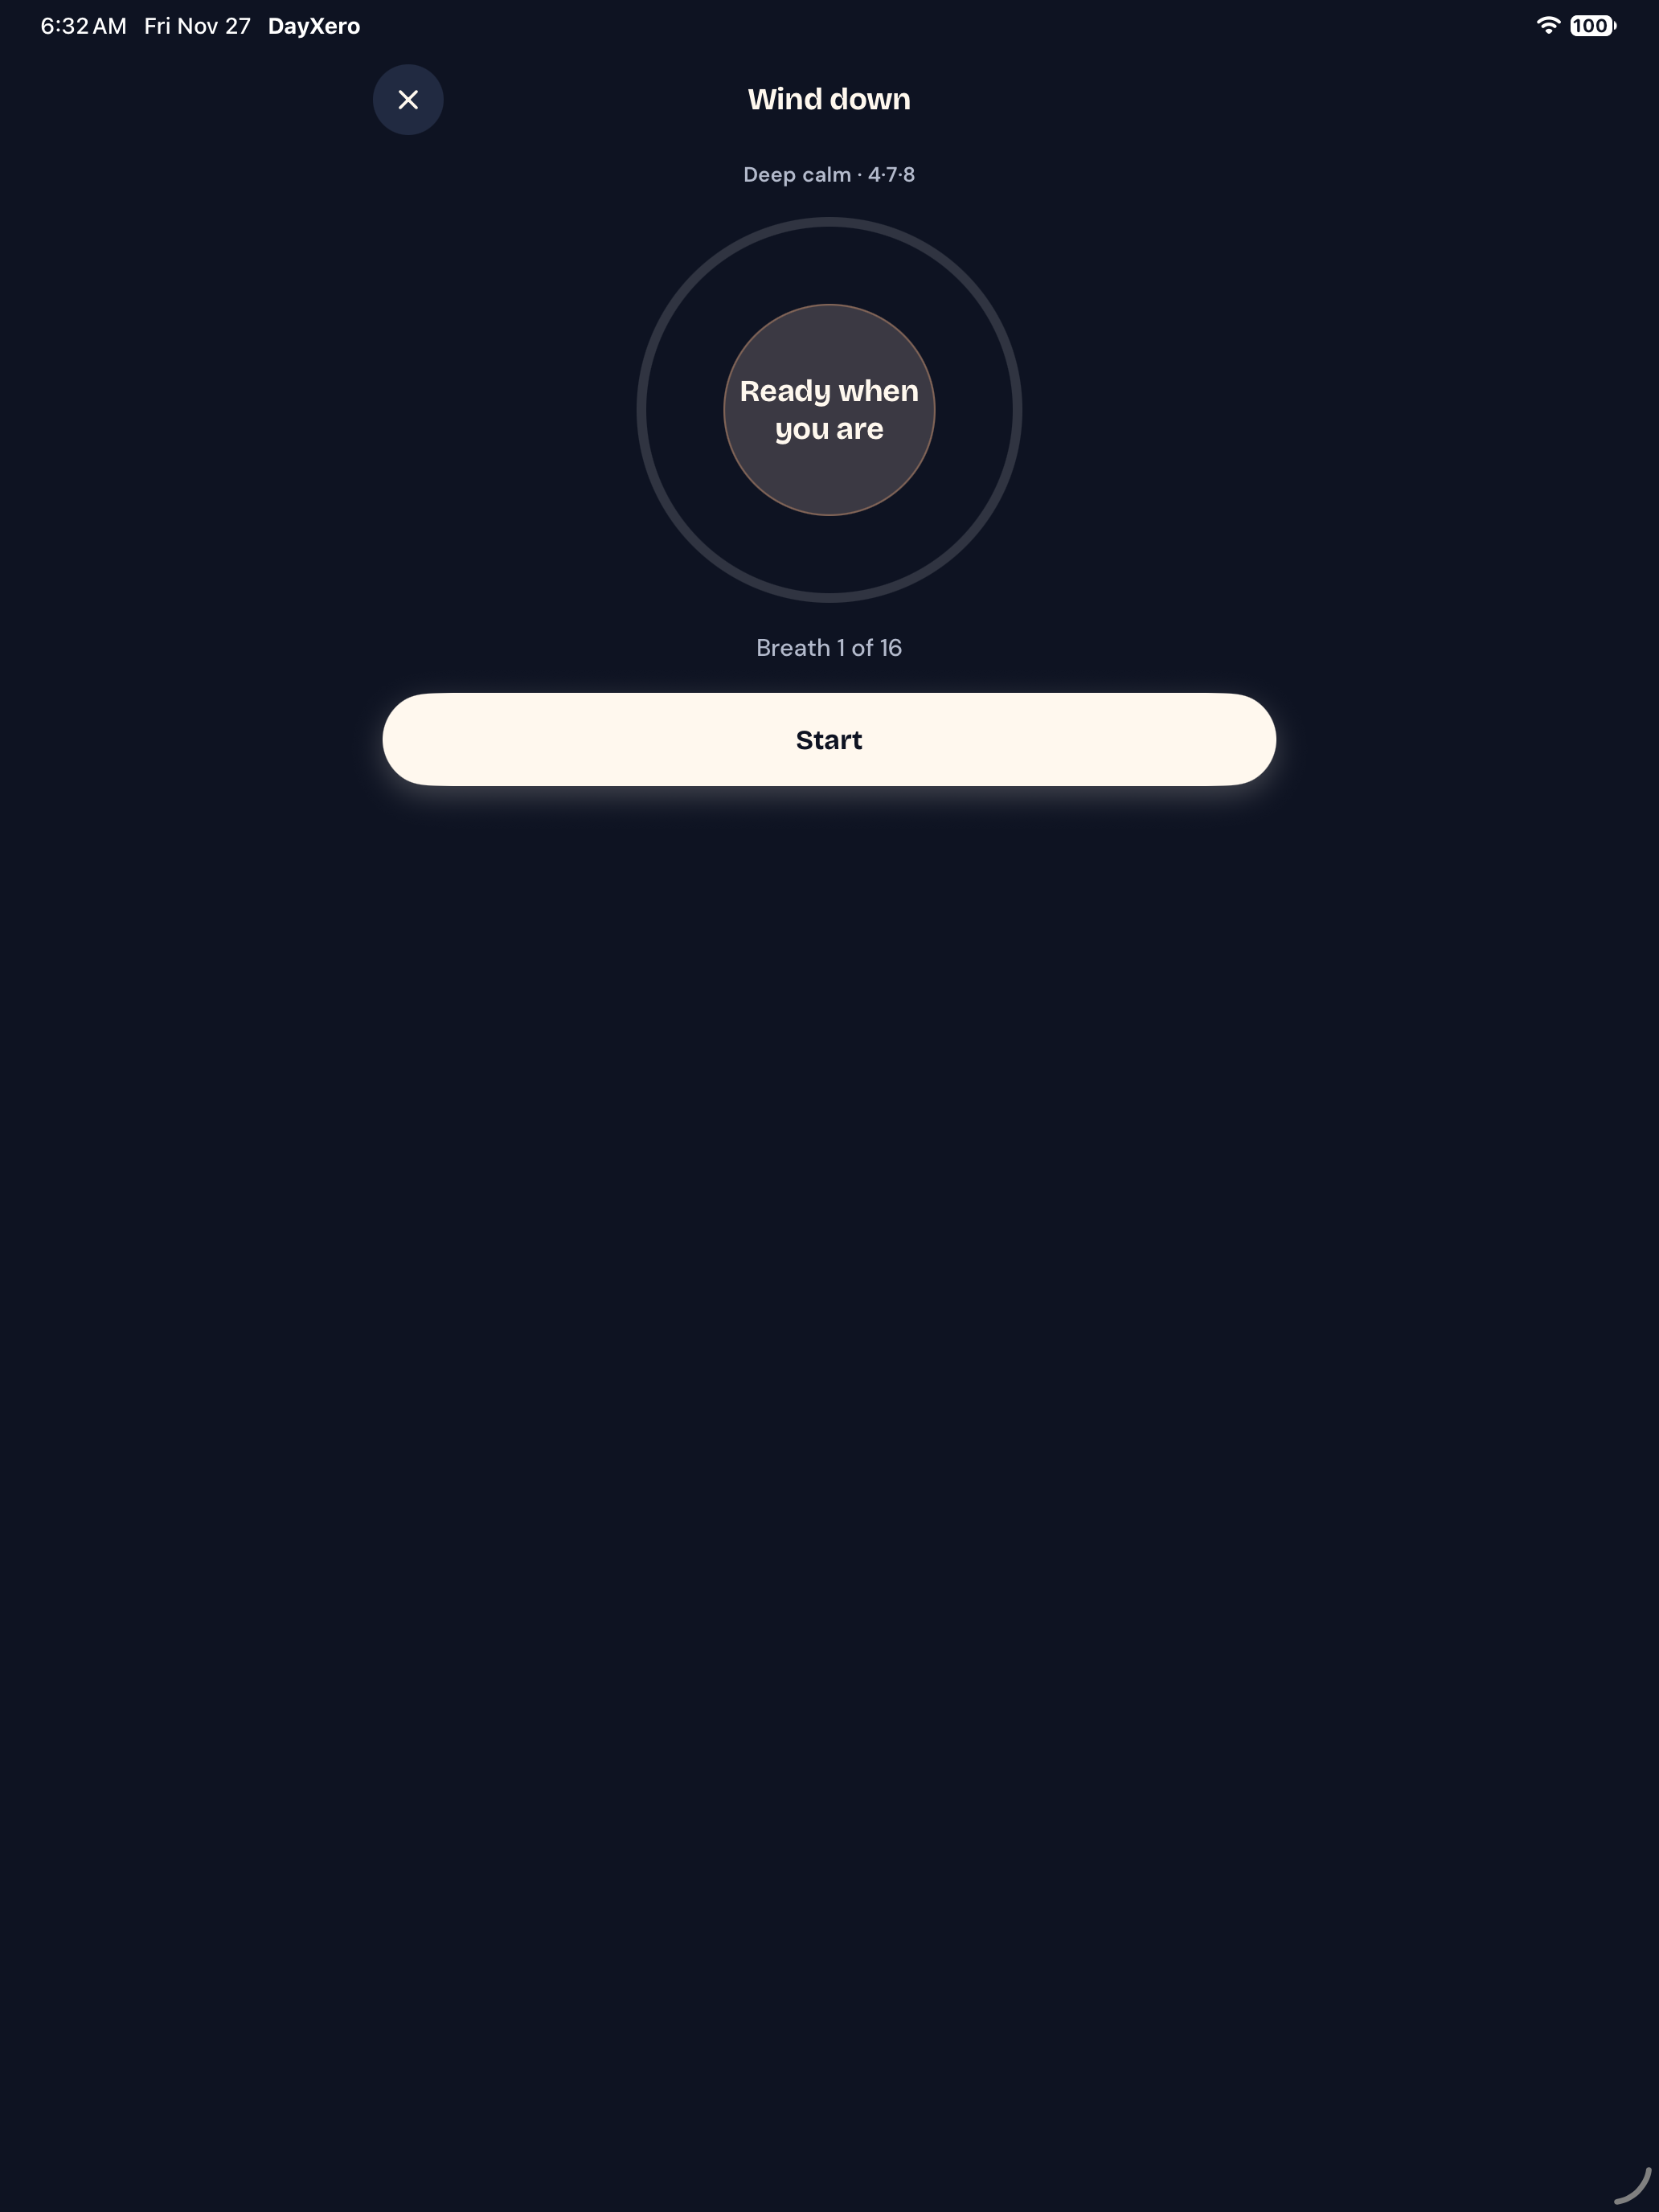 6:32 AM Fri Nov 27 DayXero
100
Wind down
Deep calm · 4·7·8
Ready when
you are
Breath 1 of 16
Start